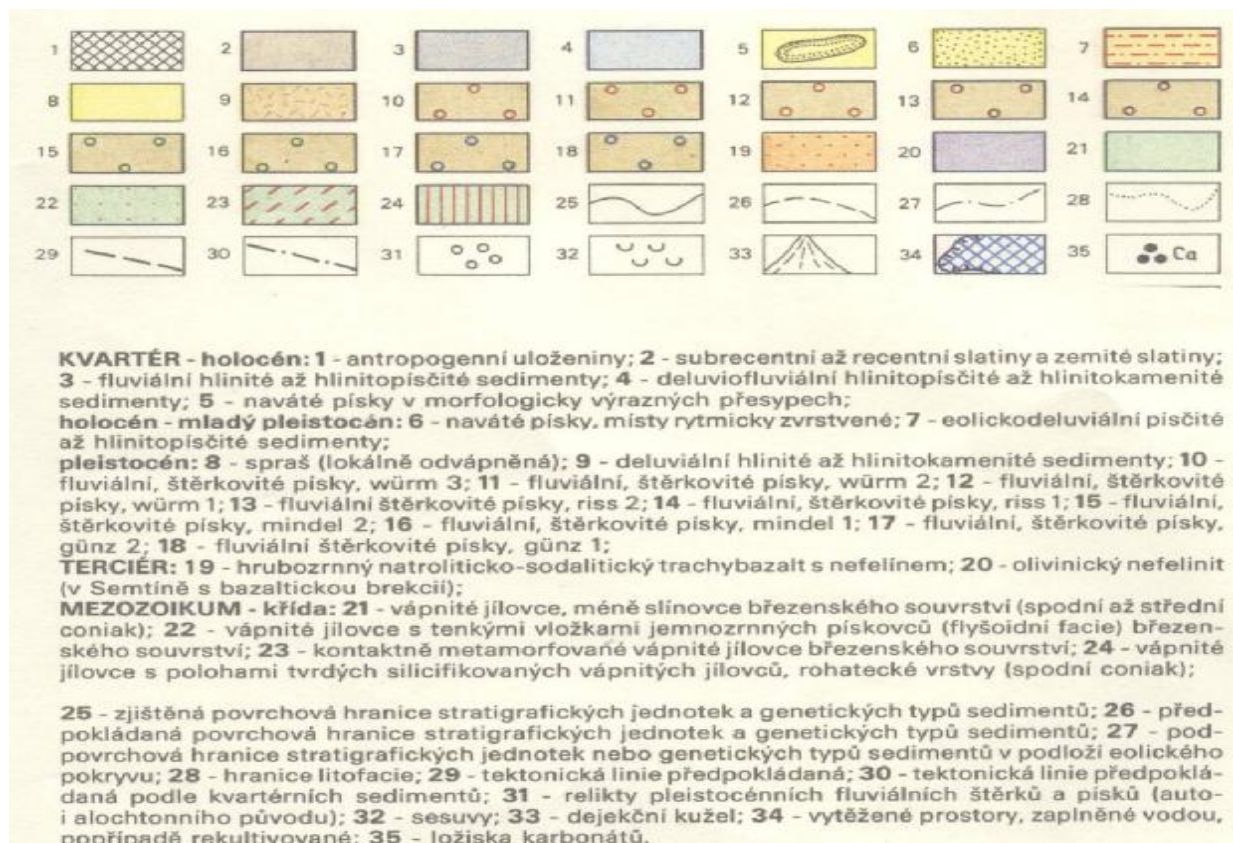 1 2 3 4 5 6 7
8 9 10 11 12 13 14
15 16 17 18 19 20 21
22 23 24 25 26 27 28
29 30 31 32 33 34 35 Ca
KVARTÉR - holocén: 1 - antropogenní uloženiny; 2 - subrecentní až recentní slatiny a zemité slatiny;
3 - fluviální hlinité až hlinitopísčité sedimenty; 4 - deluviofluviální hlinitopísčité až hlinitokamenité
sedimenty; 5 - naváté písky v morfologicky výrazných přesypech;
holocén - mladý pleistocén: 6 - naváté písky, místy rytmicky zvrstvené; 7 - eolickodeluviální písčité
až hlinitopísčité sedimenty;
pleistocén: 8 - spraš (lokálně odvápněná); 9 - deluviální hlinité až hlinitokamenité sedimenty; 10 -
fluviální, štěrkovité písky, würm 3; 11 - fluviální, štěrkovité písky, würm 2; 12 - fluviální, štěrkovité
písky, würm 1; 13 - fluviální štěrkovité písky, riss 2; 14 - fluviální, štěrkovité písky, riss 1; 15 - fluviální,
štěrkovité písky, mindel 2; 16 - fluviální, štěrkovité písky, mindel 1; 17 - fluviální, štěrkovité písky,
günz 2; 18 - fluviální štěrkovité písky, günz 1;
TERCIÉR: 19 - hrubozrnný natroliticko-sodalitický trachybazalt s nefelínem; 20 - olivinický nefelinit
(v Semtíně s bazaltickou brekcií);
MEZOZOIKUM - křída: 21 - vápnité jílovce, méně slínovce březenského souvrství (spodní až střední
coniak); 22 - vápnité jílovce s tenkými vložkami jemnozrnných pískovců (flyšoidní facie) březen-
ského souvrství; 23 - kontaktně metamorfované vápnité jílovce březenského souvrství; 24 - vápnité
jílovce s polohami tvrdých silicifikovaných vápnitých jílovců, rohatecké vrstvy (spodní coniak);
25 - zjištěná povrchová hranice stratigrafických jednotek a genetických typů sedimentů; 26 - před-
pokládaná povrchová hranice stratigrafických jednotek a genetických typů sedimentů; 27 - pod-
povrchová hranice stratigrafických jednotek nebo genetických typů sedimentů v podloží eolického
pokryvu; 28 - hranice litofacie; 29 - tektonická linie předpokládaná; 30 - tektonická linie předpoklá-
daná podle kvartérních sedimentů; 31 - relikty pleistocénních fluviálních štěrků a písků (auto-
i alochtonního původu); 32 - sesuvy; 33 - dejekční kužel; 34 - vytěžené prostory, zaplněné vodou,
popřípadě rekultivované; 35 - ložiska karbonátů.